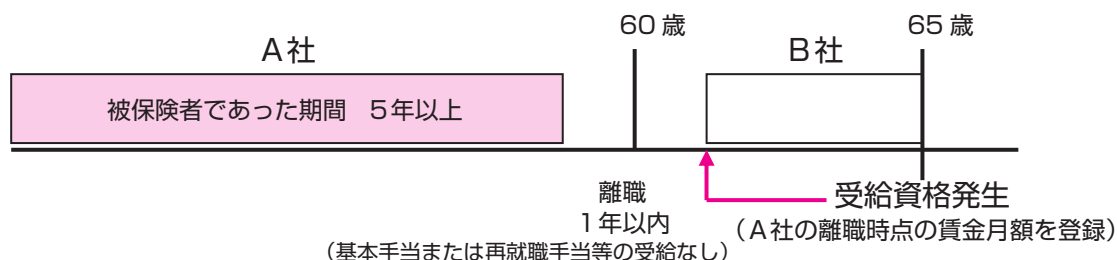 60歳
65歳
A社
B社
被保険者であった期間　5年以上
離職
1年以内
（基本手当または再就職手当等の受給なし）
受給資格発生
（A社の離職時点の賃金月額を登録）